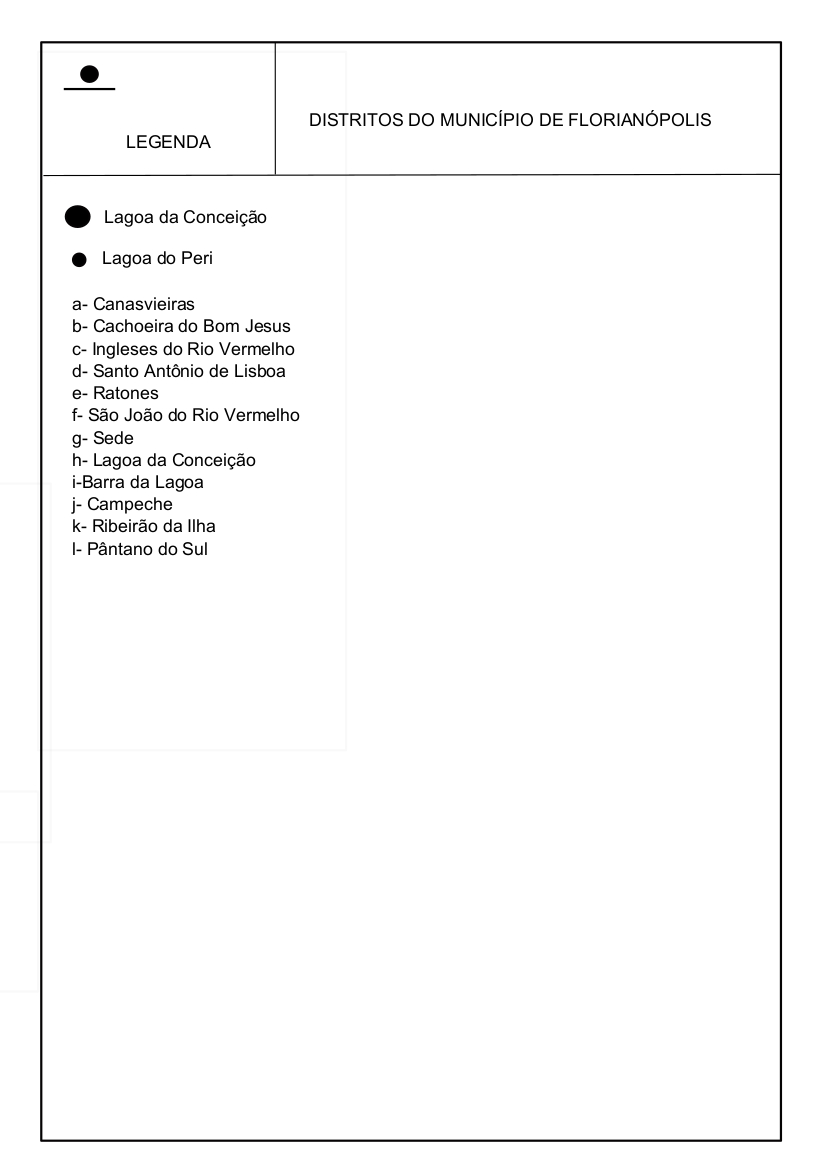 LEGENDA
DISTRITOS DO MUNICÍPIO DE FLORIANÓPOLIS
Lagoa da Conceição
Lagoa do Peri
a- Canasvieiras
b- Cachoeira do Bom Jesus
c- Ingleses do Rio Vermelho
d- Santo Antônio de Lisboa
e- Ratones
f- São João do Rio Vermelho
g- Sede
h- Lagoa da Conceição
i-Barra da Lagoa
j- Campeche
k- Ribeirão da Ilha
l- Pântano do Sul